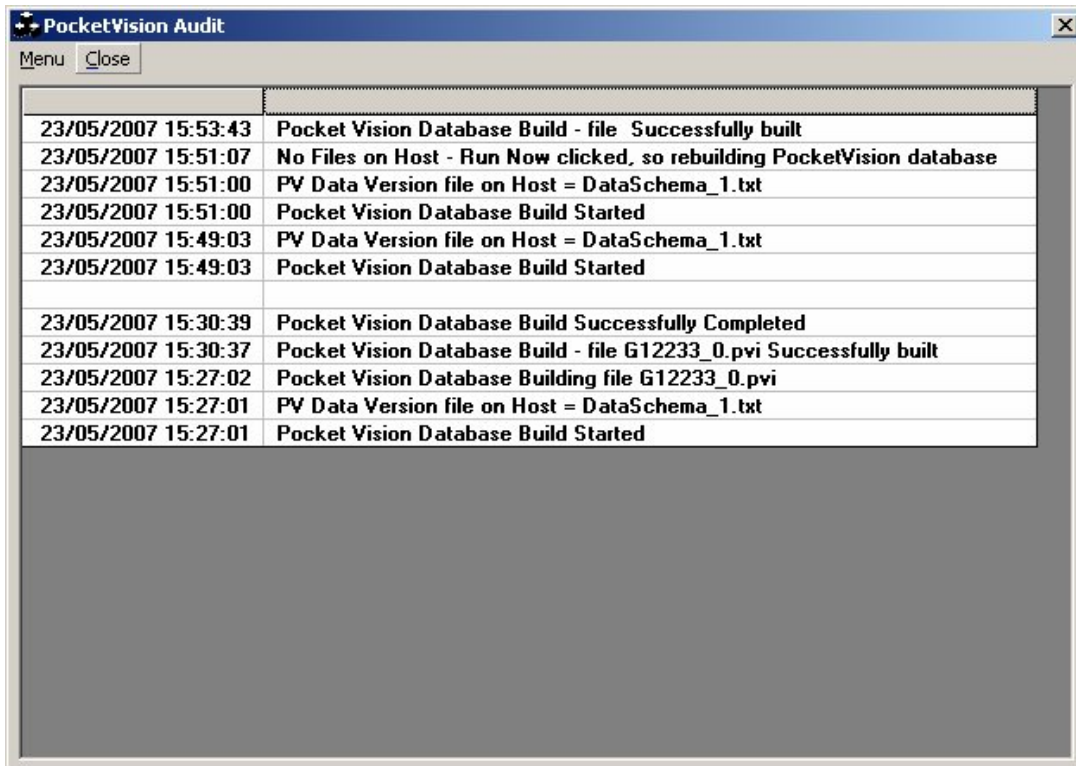 PocketVision Audit
Menu Close
23/05/2007 15:53:43 Pocket Vision Database Build - file  Successfully built
23/05/2007 15:51:07 No Files on Host - Run Now clicked, so rebuilding PocketVision database
23/05/2007 15:51:00 PV Data Version file on Host = DataSchema_1.txt
23/05/2007 15:51:00 Pocket Vision Database Build Started
23/05/2007 15:49:03 PV Data Version file on Host = DataSchema_1.txt
23/05/2007 15:49:03 Pocket Vision Database Build Started
23/05/2007 15:30:39 Pocket Vision Database Build Successfully Completed
23/05/2007 15:30:37 Pocket Vision Database Build - file G12233_0.pvi Successfully built
23/05/2007 15:27:02 Pocket Vision Database Building file G12233_0.pvi
23/05/2007 15:27:01 PV Data Version file on Host = DataSchema_1.txt
23/05/2007 15:27:01 Pocket Vision Database Build Started